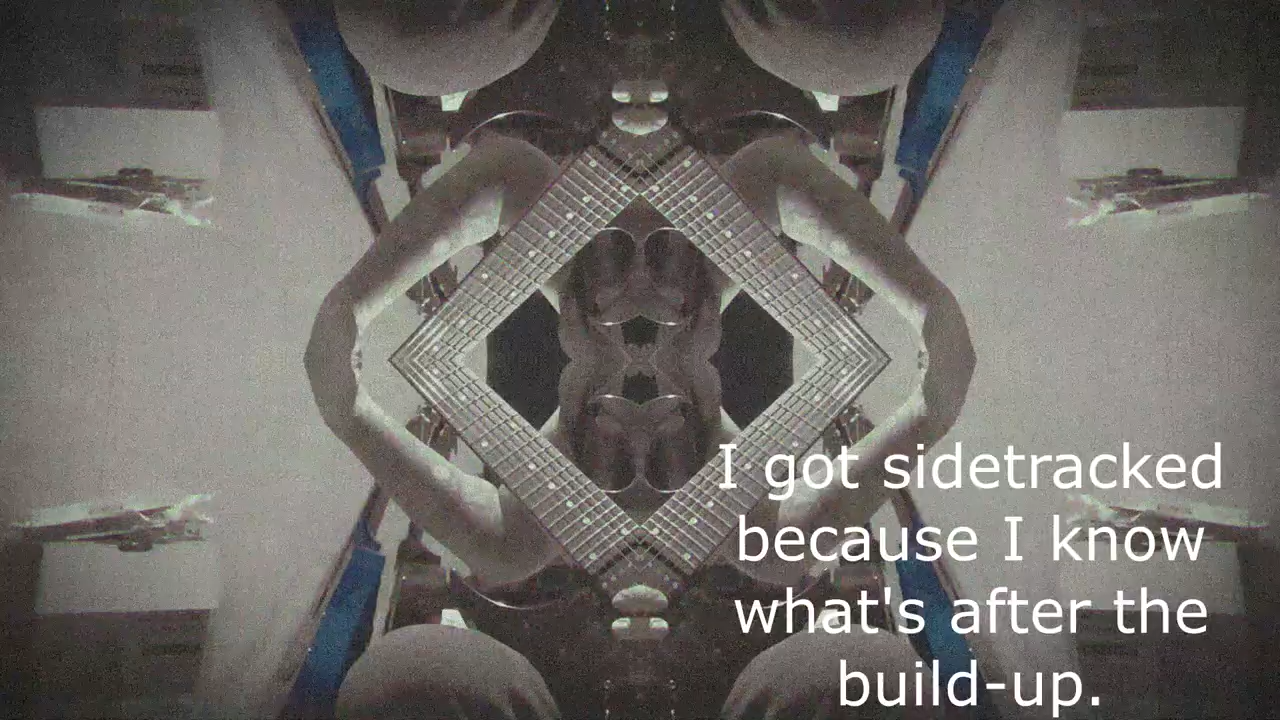 I got sidetracked
because I know
what's after the
build-up.